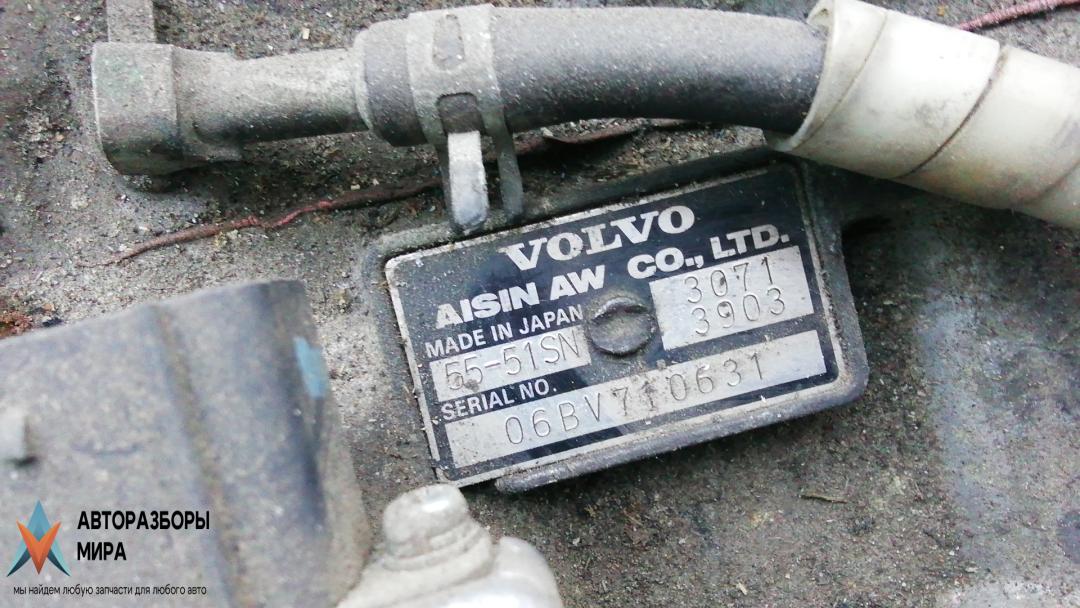 VOLVO
AISIN AW CO., LTD.
MADE IN JAPAN
3071
3903
55-51SN
SERIAL NO.
06BV710631
АВТОРАЗБОРЫ
МИРА
мы найдем любую запчасти для любого авто